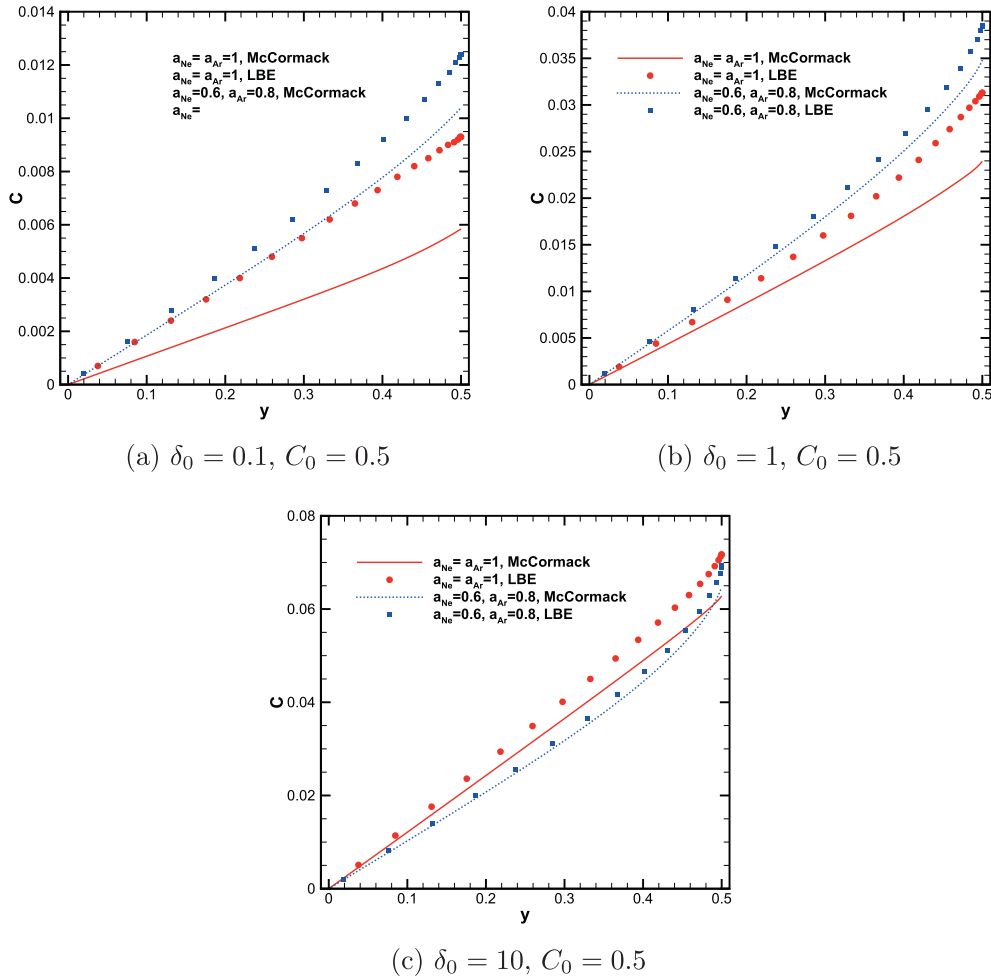 0.014
0.012
0.01
0.008
0.006
0.004
0.002
0
C
a_Ne= a_Ar=1, McCormack
a_Ne= a_Ar=1, LBE
a_Ne=0.6, a_Ar=0.8, McCormack
a_Ne=
0 0.1 0.2 0.3 0.4 0.5
y
(a) δ₀ = 0.1, C₀ = 0.5
0.04
0.035
0.03
0.025
0.02
0.015
0.01
0.005
0
C
a_Ne= a_Ar=1, McCormack
a_Ne= a_Ar=1, LBE
a_Ne=0.6, a_Ar=0.8, McCormack
a_Ne=0.6, a_Ar=0.8, LBE
0 0.1 0.2 0.3 0.4 0.5
y
(b) δ₀ = 1, C₀ = 0.5
0.08
0.06
0.04
0.02
0
C
a_Ne= a_Ar=1, McCormack
a_Ne= a_Ar=1, LBE
a_Ne=0.6, a_Ar=0.8, McCormack
a_Ne=0.6, a_Ar=0.8, LBE
0 0.1 0.2 0.3 0.4 0.5
y
(c) δ₀ = 10, C₀ = 0.5